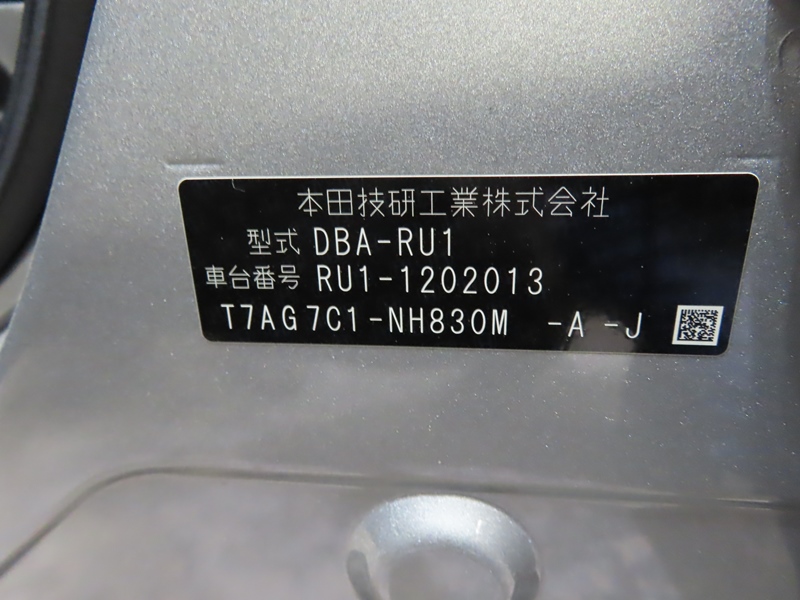 本田技研工業株式会社
型式 DBA-RU1
車台番号 RU1-1202013
T7AG7C1-NH830M -A -J